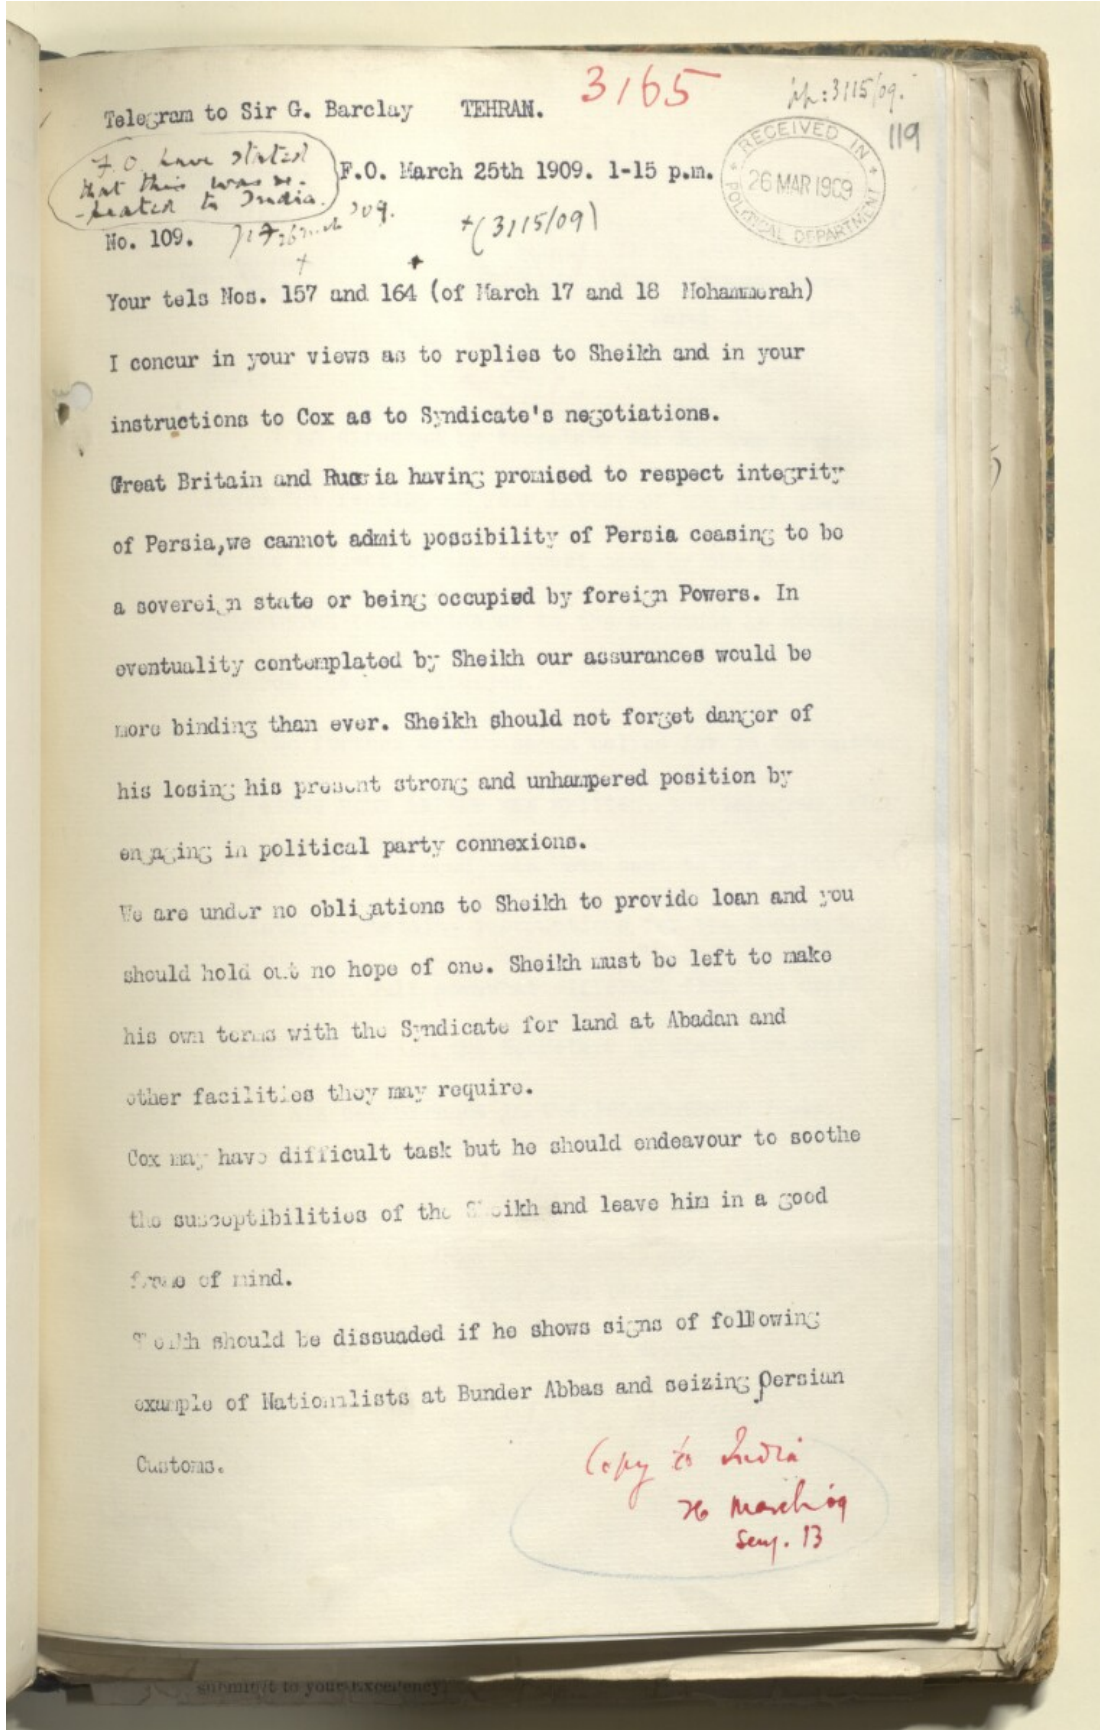 3165
pp: 3115/09.
119
Telegram to Sir G. Barclay TEHRAN.
RECEIVED IN
26 MAR 1909
POLITICAL DEPARTMENT
F.O. have stated
that this was re-
-peated to India.
F.O. March 25th 1909. 1-15 p.m.
No. 109.
+(3115/09)
Your tels Nos. 157 and 164 (of March 17 and 18 Mohammerah)
I concur in your views as to replies to Sheikh and in your
instructions to Cox as to Syndicate's negotiations.
Great Britain and Russia having promised to respect integrity
of Persia,we cannot admit possibility of Persia ceasing to be
a sovereign state or being occupied by foreign Powers. In
eventuality contemplated by Sheikh our assurances would be
more binding than ever. Sheikh should not forget danger of
his losing his present strong and unhampered position by
engaging in political party connexions.
We are under no obligations to Sheikh to provide loan and you
should hold out no hope of one. Sheikh must be left to make
his own terms with the Syndicate for land at Abadan and
other facilities they may require.
Cox may have difficult task but he should endeavour to soothe
the susceptibilities of the Sheikh and leave him in a good
frame of mind.
Sheikh should be dissuaded if he shows signs of following
example of Nationalists at Bunder Abbas and seizing Persian
Customs.
Copy to India
26 March 09
Secy. 13
submit it to your Excellency